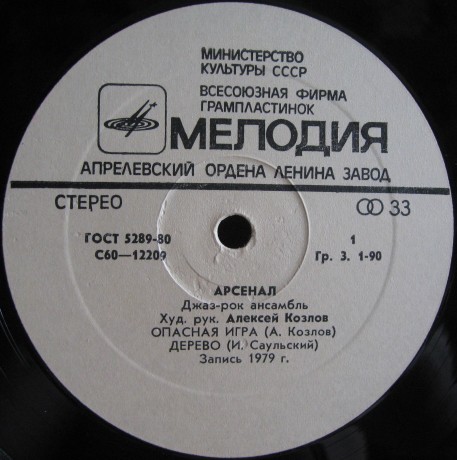 МИНИСТЕРСТВО
КУЛЬТУРЫ СССР
ВСЕСОЮЗНАЯ ФИРМА
ГРАМПЛАСТИНОК
МЕЛОДИЯ
АПРЕЛЕВСКИЙ ОРДЕНА ЛЕНИНА ЗАВОД
СТЕРЕО 33
ГОСТ 5289-80 1
С60—12209 Гр. 3. 1-90
АРСЕНАЛ
Джаз-рок ансамбль
Худ. рук. Алексей Козлов
ОПАСНАЯ ИГРА (А. Козлов)
ДЕРЕВО (И. Саульский)
Запись 1979 г.